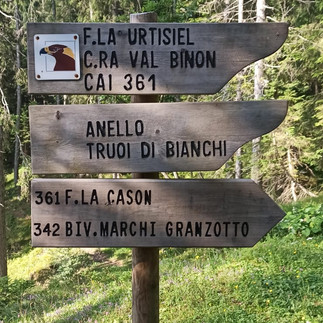 F.LA URTISIEL
C.RA VAL BINON
CAI 361
ANELLO
TRUOI DI BIANCHI
361 F.LA CASON
342 BIV. MARCHI GRANZOTTO